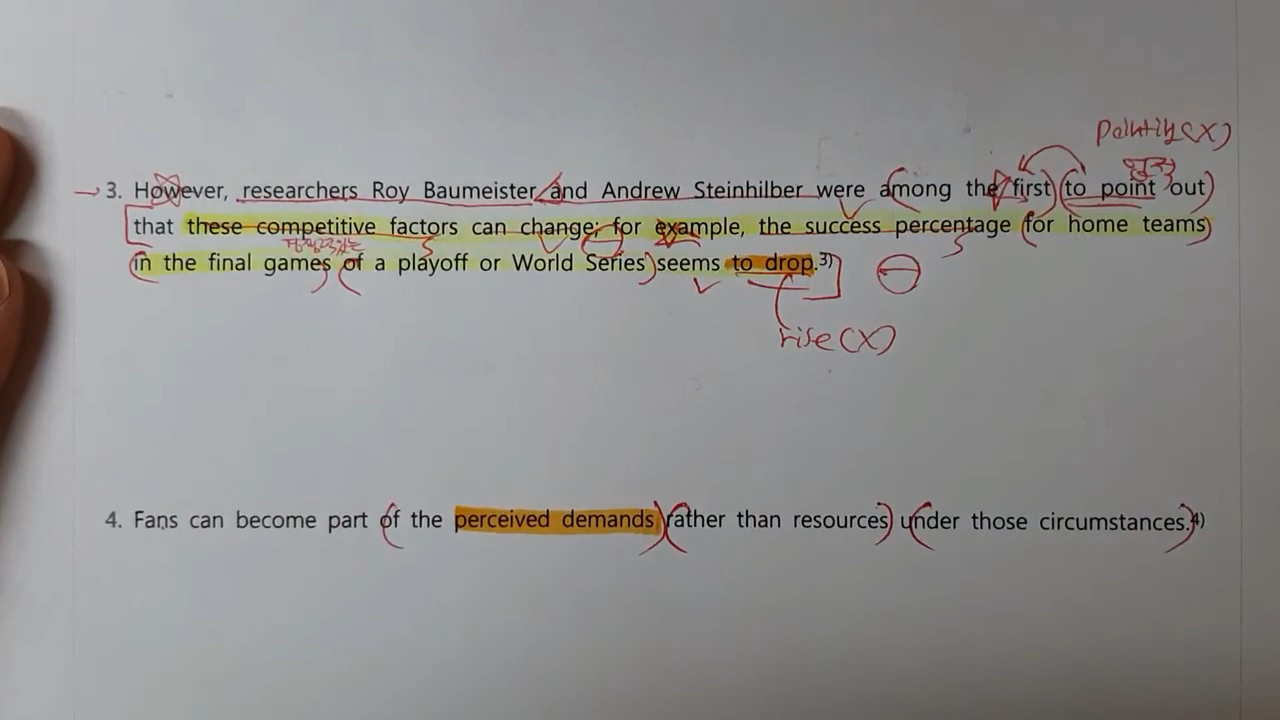 pointing(X)
3. However, researchers Roy Baumeister and Andrew Steinhilber were among the first to point out
that these competitive factors can change; for example, the success percentage for home teams
in the final games of a playoff or World Series seems to drop.3)
rise(X)
4. Fans can become part of the perceived demands rather than resources under those circumstances.4)